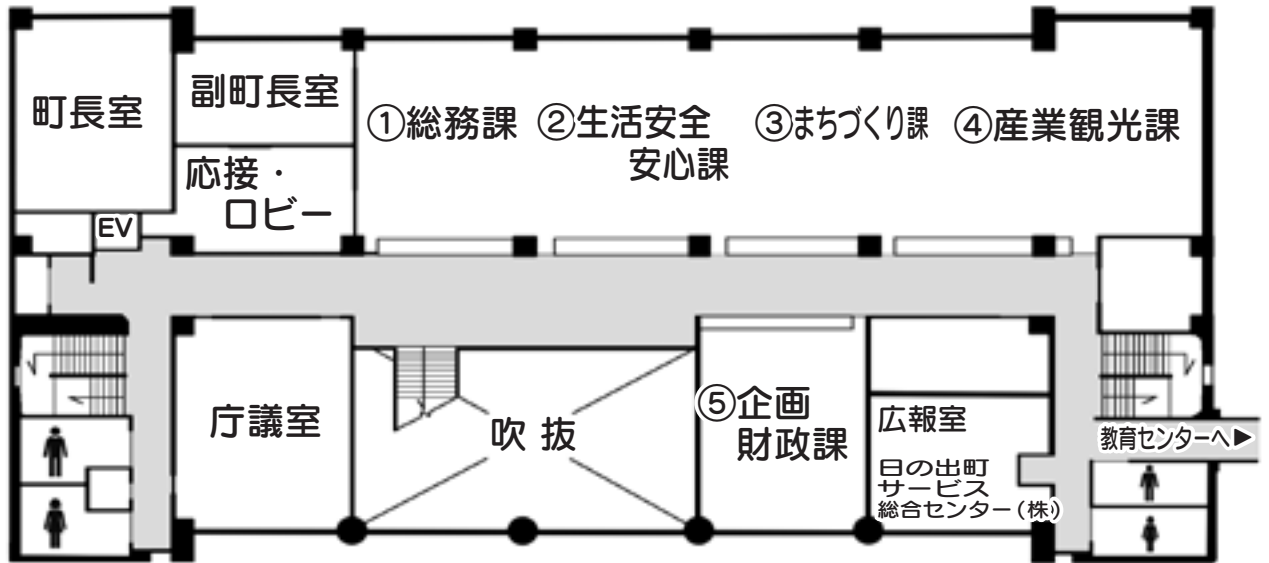 町長室
副町長室
応接・
ロビー
EV
①総務課
②生活安全
安心課
③まちづくり課
④産業観光課
庁議室
吹抜
⑤企画
財政課
広報室
日の出町
サービス
総合センター(株)
教育センターへ▶